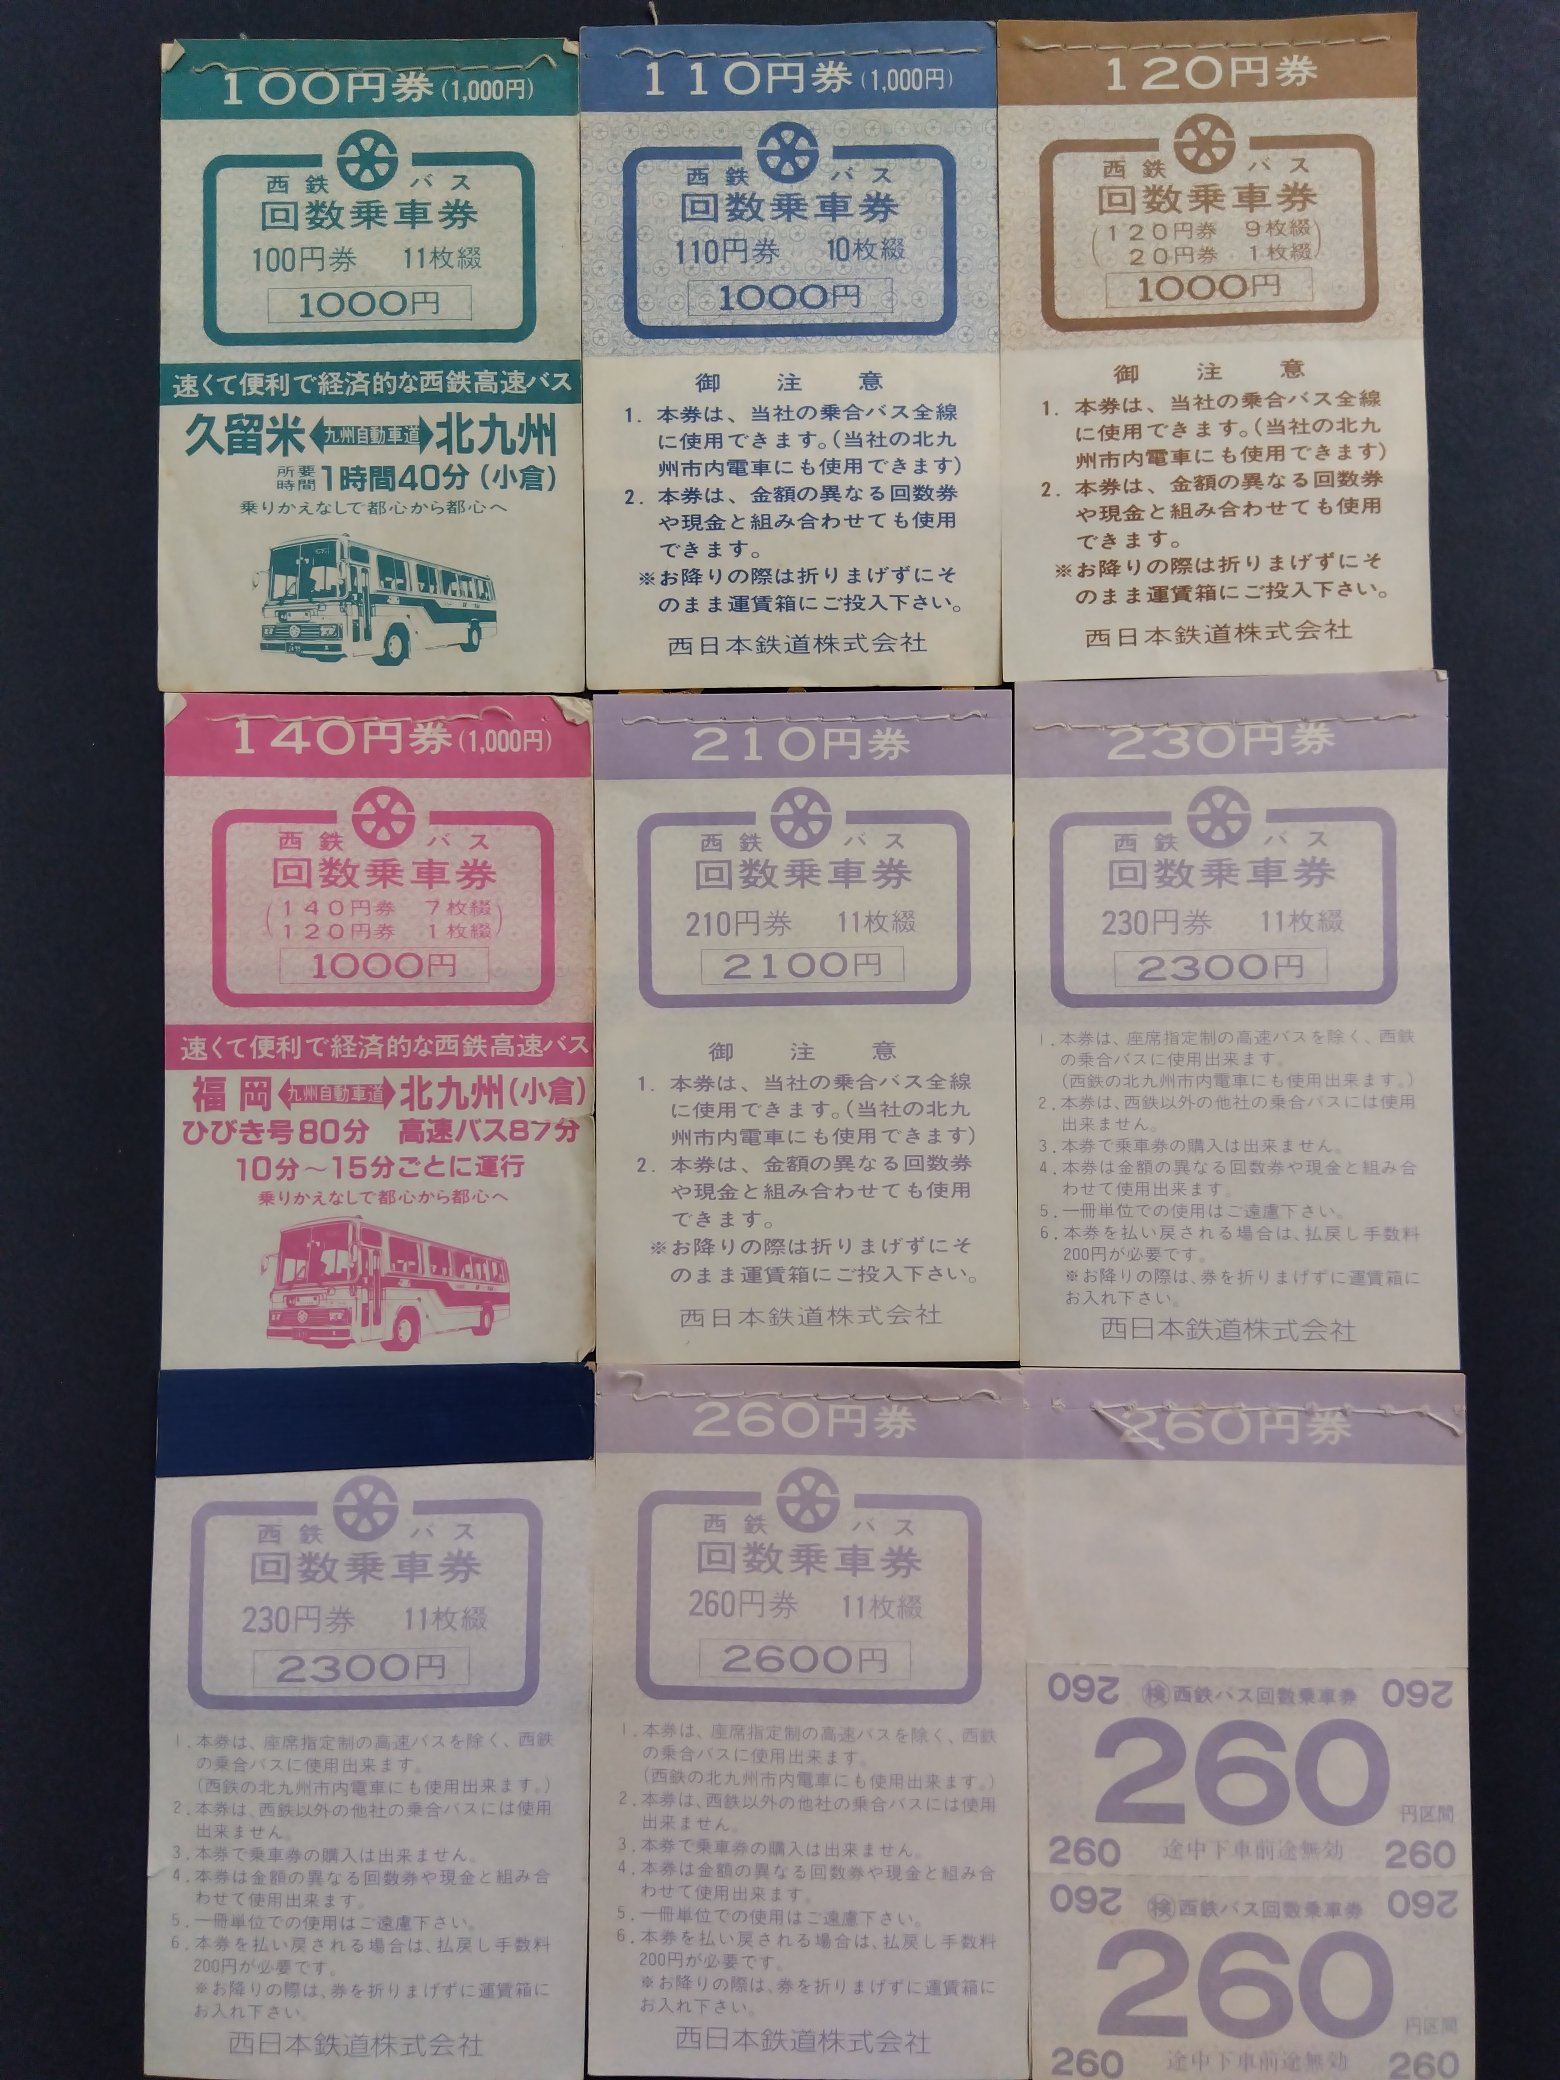 100円券(1,000円)
西鉄 バス
回数乗車券
100円券 11枚綴
1000円
速くて便利で経済的な西鉄高速バス
久留米 九州自動車道 北九州
所要時間 1時間40分(小倉)
乗りかえなしで都心から都心へ
110円券(1,000円)
西鉄 バス
回数乗車券
110円券 10枚綴
1000円
御注意
1. 本券は、当社の乗合バス全線
に使用できます。(当社の北九
州市内電車にも使用できます)
2. 本券は、金額の異なる回数券
や現金と組み合わせても使用
できます。
※お降りの際は折りまげずにそ
のまま運賃箱にご投入下さい。
西日本鉄道株式会社
120円券
西鉄 バス
回数乗車券
(120円券 9枚綴
20円券 1枚綴)
1000円
御注意
1. 本券は、当社の乗合バス全線
に使用できます。(当社の北九
州市内電車にも使用できます)
2. 本券は、金額の異なる回数券
や現金と組み合わせても使用
できます。
※お降りの際は折りまげずにそ
のまま運賃箱にご投入下さい。
西日本鉄道株式会社
140円券(1,000円)
西鉄 バス
回数乗車券
(140円券 7枚綴
120円券 1枚綴)
1000円
速くて便利で経済的な西鉄高速バス
福岡 九州自動車道 北九州(小倉)
ひびき号80分 高速バス87分
10分〜15分ごとに運行
乗りかえなしで都心から都心へ
210円券
西鉄 バス
回数乗車券
210円券 11枚綴
2100円
御注意
1. 本券は、当社の乗合バス全線
に使用できます。(当社の北九
州市内電車にも使用できます)
2. 本券は、金額の異なる回数券
や現金と組み合わせても使用
できます。
※お降りの際は折りまげずにそ
のまま運賃箱にご投入下さい。
西日本鉄道株式会社
230円券
西鉄 バス
回数乗車券
230円券 11枚綴
2300円
1. 本券は、座席指定制の高速バスを除く、西鉄
の乗合バスに使用出来ます。
(西鉄の北九州市内電車にも使用出来ます。)
2. 本券は、西鉄以外の他社の乗合バスには使用
出来ません。
3. 本券で乗車券の購入は出来ません。
4. 本券は金額の異なる回数券や現金と組み合
わせて使用出来ます。
5. 一冊単位での使用はご遠慮下さい。
6. 本券を払い戻される場合は、払戻し手数料
200円が必要です。
※お降りの際は、券を折りまげずに運賃箱に
お入れ下さい。
西日本鉄道株式会社
西鉄 バス
回数乗車券
230円券 11枚綴
2300円
1. 本券は、座席指定制の高速バスを除く、西鉄
の乗合バスに使用出来ます。
(西鉄の北九州市内電車にも使用出来ます。)
2. 本券は、西鉄以外の他社の乗合バスには使用
出来ません。
3. 本券で乗車券の購入は出来ません。
4. 本券は金額の異なる回数券や現金と組み合
わせて使用出来ます。
5. 一冊単位での使用はご遠慮下さい。
6. 本券を払い戻される場合は、払戻し手数料
200円が必要です。
※お降りの際は、券を折りまげずに運賃箱に
お入れ下さい。
西日本鉄道株式会社
260円券
西鉄 バス
回数乗車券
260円券 11枚綴
2600円
1. 本券は、座席指定制の高速バスを除く、西鉄
の乗合バスに使用出来ます。
(西鉄の北九州市内電車にも使用出来ます。)
2. 本券は、西鉄以外の他社の乗合バスには使用
出来ません。
3. 本券で乗車券の購入は出来ません。
4. 本券は金額の異なる回数券や現金と組み合
わせて使用出来ます。
5. 一冊単位での使用はご遠慮下さい。
6. 本券を払い戻される場合は、払戻し手数料
200円が必要です。
※お降りの際は、券を折りまげずに運賃箱に
お入れ下さい。
西日本鉄道株式会社
260円券
260 検 西鉄バス回数乗車券 260
260 円区間
260 途中下車前途無効 260
260 検 西鉄バス回数乗車券 260
260 円区間
260 途中下車前途無効 260